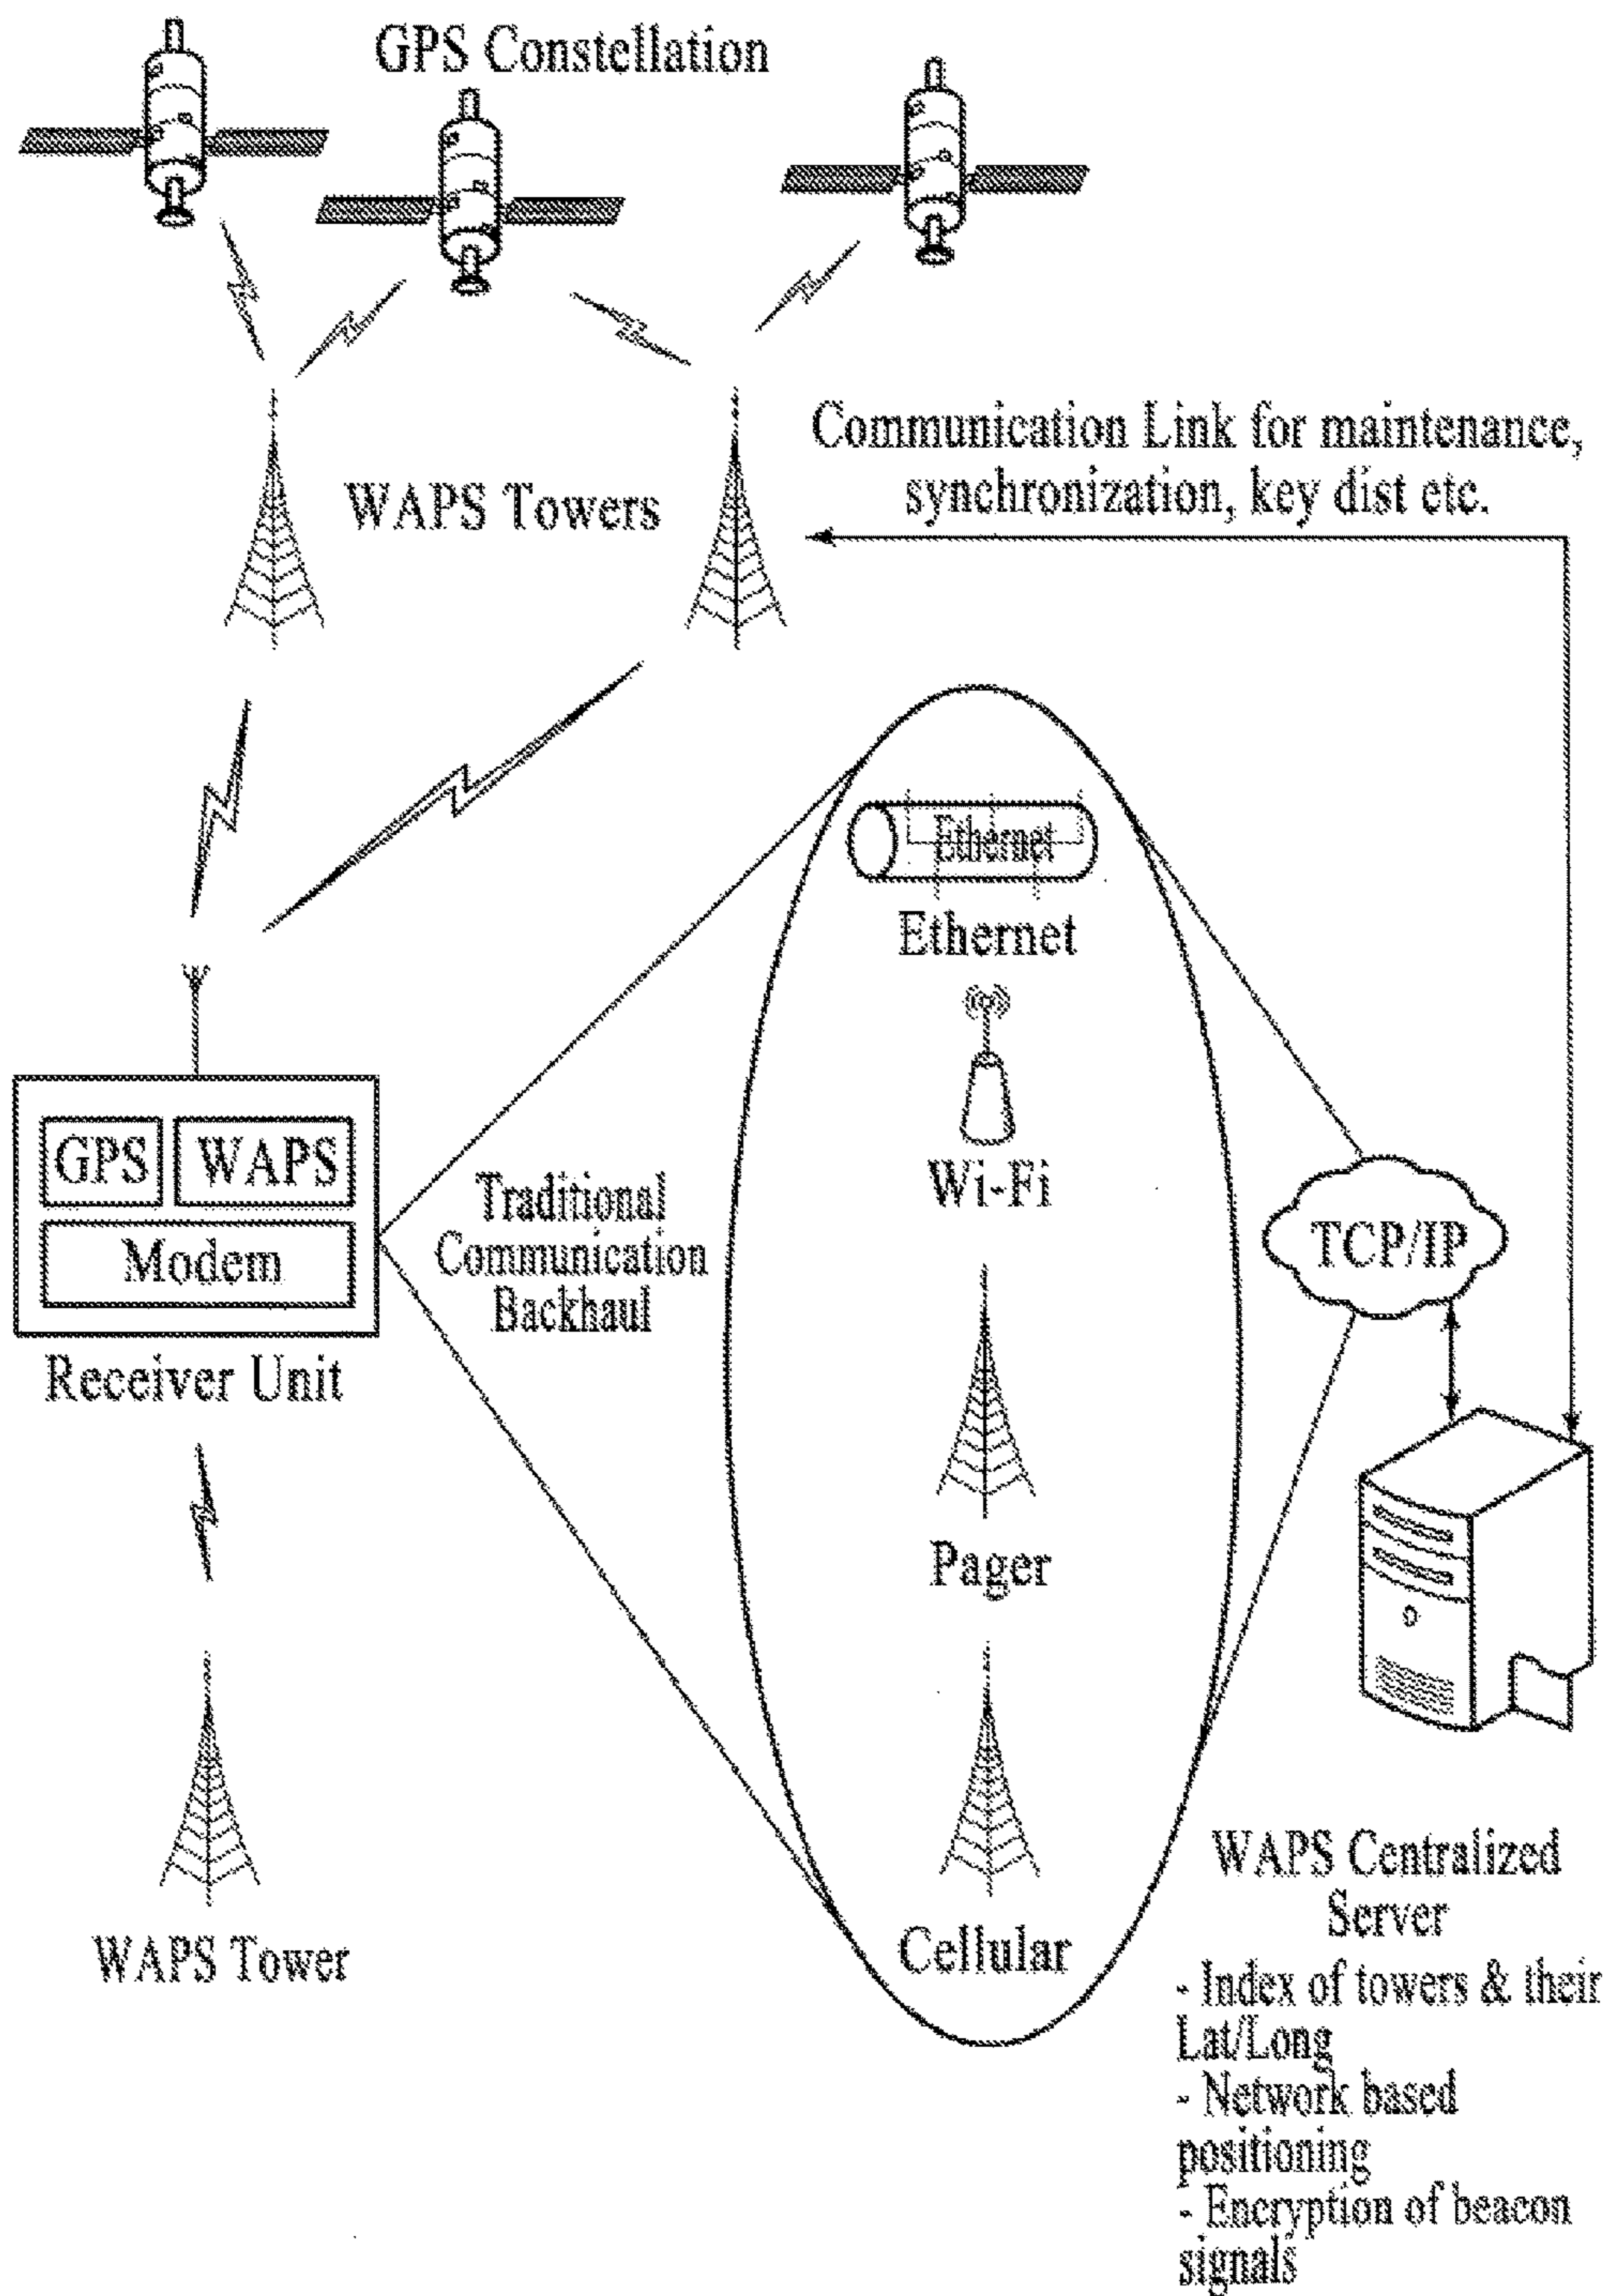 GPS Constellation
Communication Link for maintenance,
synchronization, key dist etc.
WAPS Towers
Ethernet
Ethernet
Wi-Fi
GPS
WAPS
Modem
Receiver Unit
Traditional
Communication
Backhaul
TCP/IP
Pager
WAPS Tower
Cellular
WAPS Centralized
Server
- Index of towers & their
Lat/Long
- Network based
positioning
- Encryption of beacon
signals